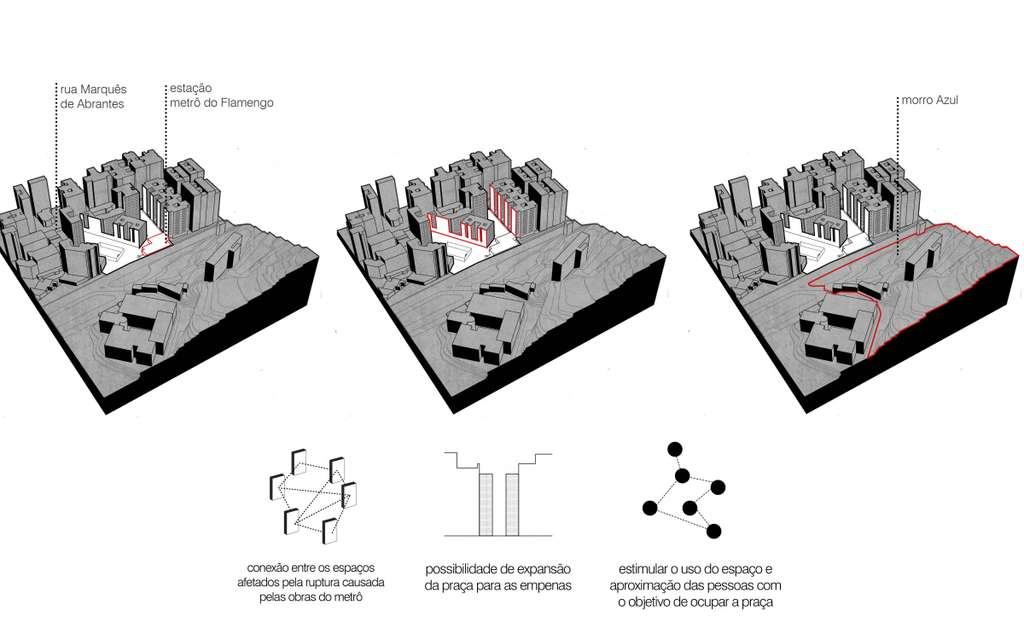 rua Marquês
de Abrantes
estação
metrô do Flamengo
morro Azul
conexão entre os espaços
afetados pela ruptura causada
pelas obras do metrô
possibilidade de expansão
da praça para as empenas
estimular o uso do espaço e
aproximação das pessoas com
o objetivo de ocupar a praça